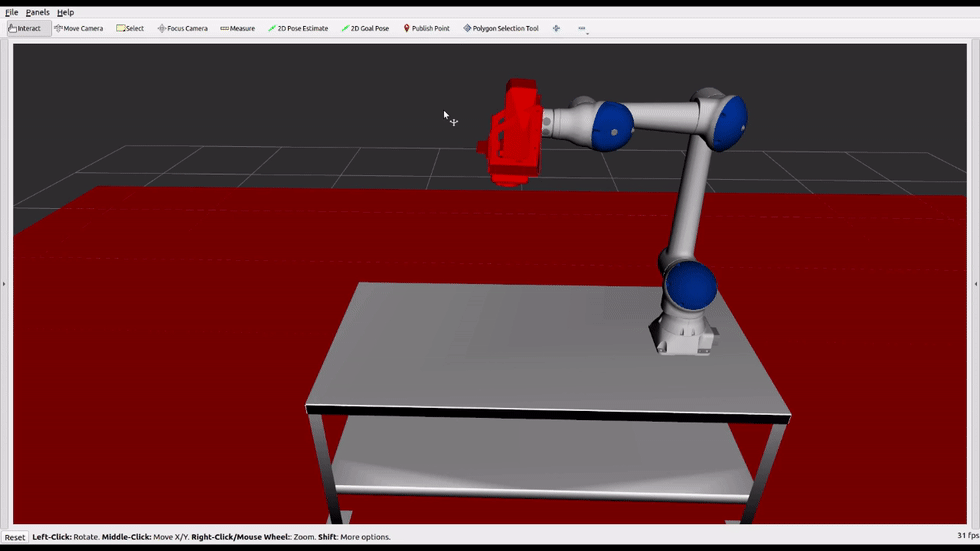 File Panels Help
Interact Move Camera Select Focus Camera Measure 2D Pose Estimate 2D Goal Pose Publish Point Polygon Selection Tool
Reset Left-Click: Rotate. Middle-Click: Move X/Y. Right-Click/Mouse Wheel:: Zoom. Shift: More options. 31 fps